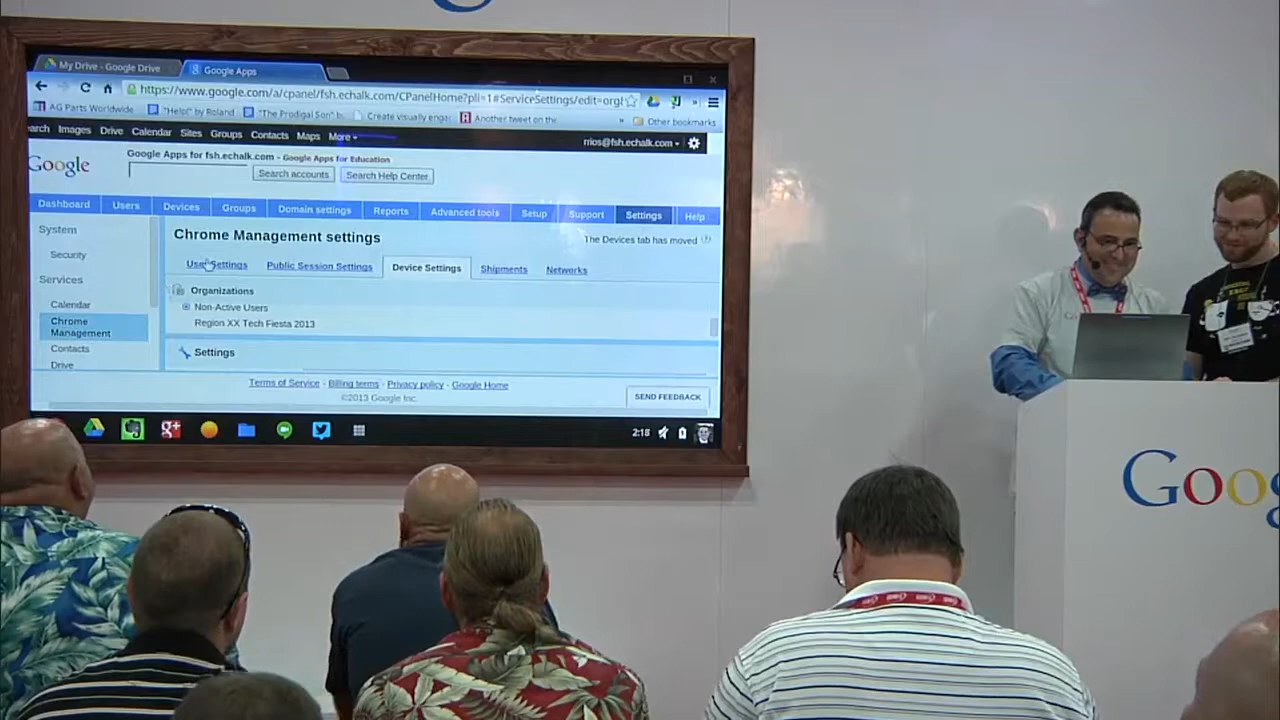 My Drive - Google Drive
Google Apps
https://www.google.com/a/cpanel/fsh.echalk.com/CPanelHome?pli=1#ServiceSettings/edit=org!
AG Parts Worldwide
"Help!" by Roland
"The Prodigal Son" b
Create visually enga
Another tweet on the
»
Other bookmarks
arch Images Drive Calendar Sites Groups Contacts Maps More
rrios@fsh.echalk.com
Google
Google Apps for fsh.echalk.com - Google Apps for Education
Search accounts
Search Help Center
Dashboard Users Devices Groups Domain settings Reports Advanced tools Setup Support Settings Help
System
Security
Services
Calendar
Chrome
Management
Contacts
Drive
Chrome Management settings
The Devices tab has moved
User Settings Public Session Settings Device Settings Shipments Networks
Organizations
Non-Active Users
Region XX Tech Fiesta 2013
Settings
Terms of Service - Billing terms - Privacy policy - Google Home
©2013 Google Inc.
SEND FEEDBACK
2:18
Goog